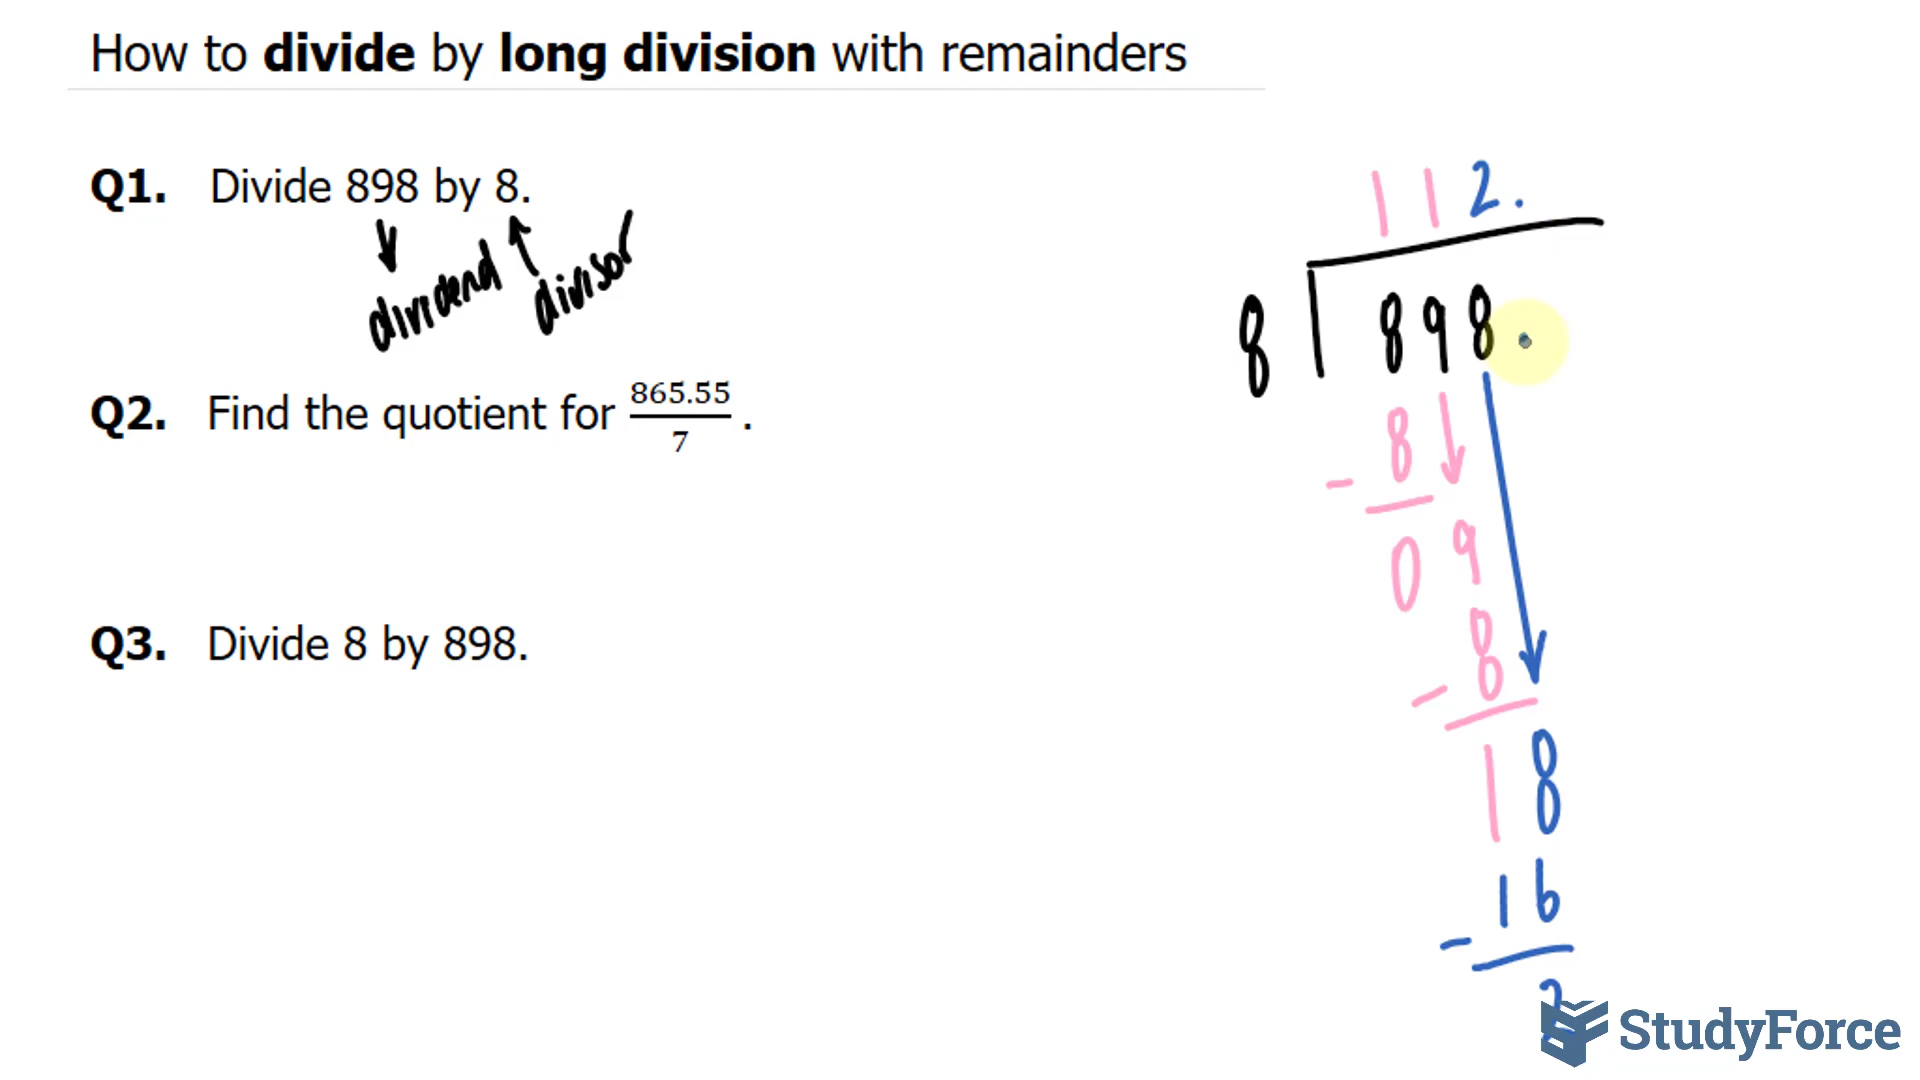 How to divide by long division with remainders
Q1. Divide 898 by 8.
dividend divisor
Q2. Find the quotient for 865.55/7 .
Q3. Divide 8 by 898.
112.
8 898.
- 8
09
- 8
18
- 16
2
StudyForce